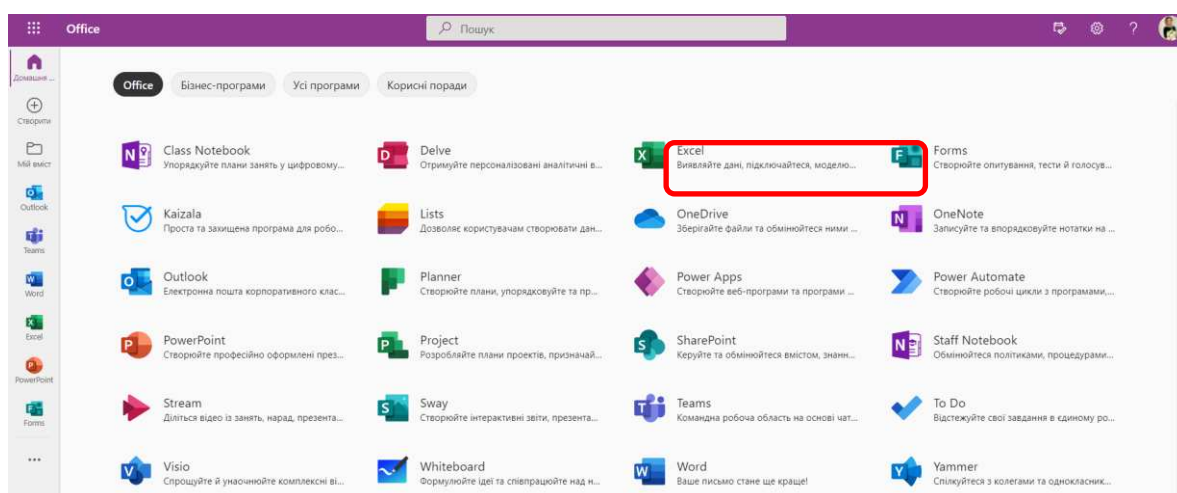 Office
Пошук
Домашня ...
Створити
Мій вміст
Outlook
Teams
Word
Excel
PowerPoint
Forms
Office Бізнес-програми Усі програми Корисні поради
Class Notebook
Упорядкуйте плани занять у цифровому...
Delve
Отримуйте персоналізовані аналітичні в...
Excel
Виявляйте дані, підключайтеся, моделю...
Forms
Створюйте опитування, тести й голосув...
Kaizala
Проста та захищена програма для робо...
Lists
Дозволяє користувачам створювати дан...
OneDrive
Зберігайте файли та обмінюйтеся ними ...
OneNote
Записуйте та впорядковуйте нотатки на ...
Outlook
Електронна пошта корпоративного клас...
Planner
Створюйте плани, упорядковуйте та пр...
Power Apps
Створюйте веб-програми та програми ...
Power Automate
Створюйте робочі цикли з програмами,...
PowerPoint
Створюйте професійно оформлені през...
Project
Розробляйте плани проектів, призначай...
SharePoint
Керуйте та обмінюйтеся вмістом, знанн...
Staff Notebook
Обмінюйтеся політиками, процедурами...
Stream
Діліться відео із занять, нарад, презента...
Sway
Створюйте інтерактивні звіти, презента...
Teams
Командна робоча область на основі чат...
To Do
Відстежуйте свої завдання в єдиному ро...
Visio
Спрощуйте й унаочнюйте комплексні ві...
Whiteboard
Формулюйте ідеї та співпрацюйте над н...
Word
Ваше письмо стане ще краще!
Yammer
Спілкуйтеся з колегами та однокласник...